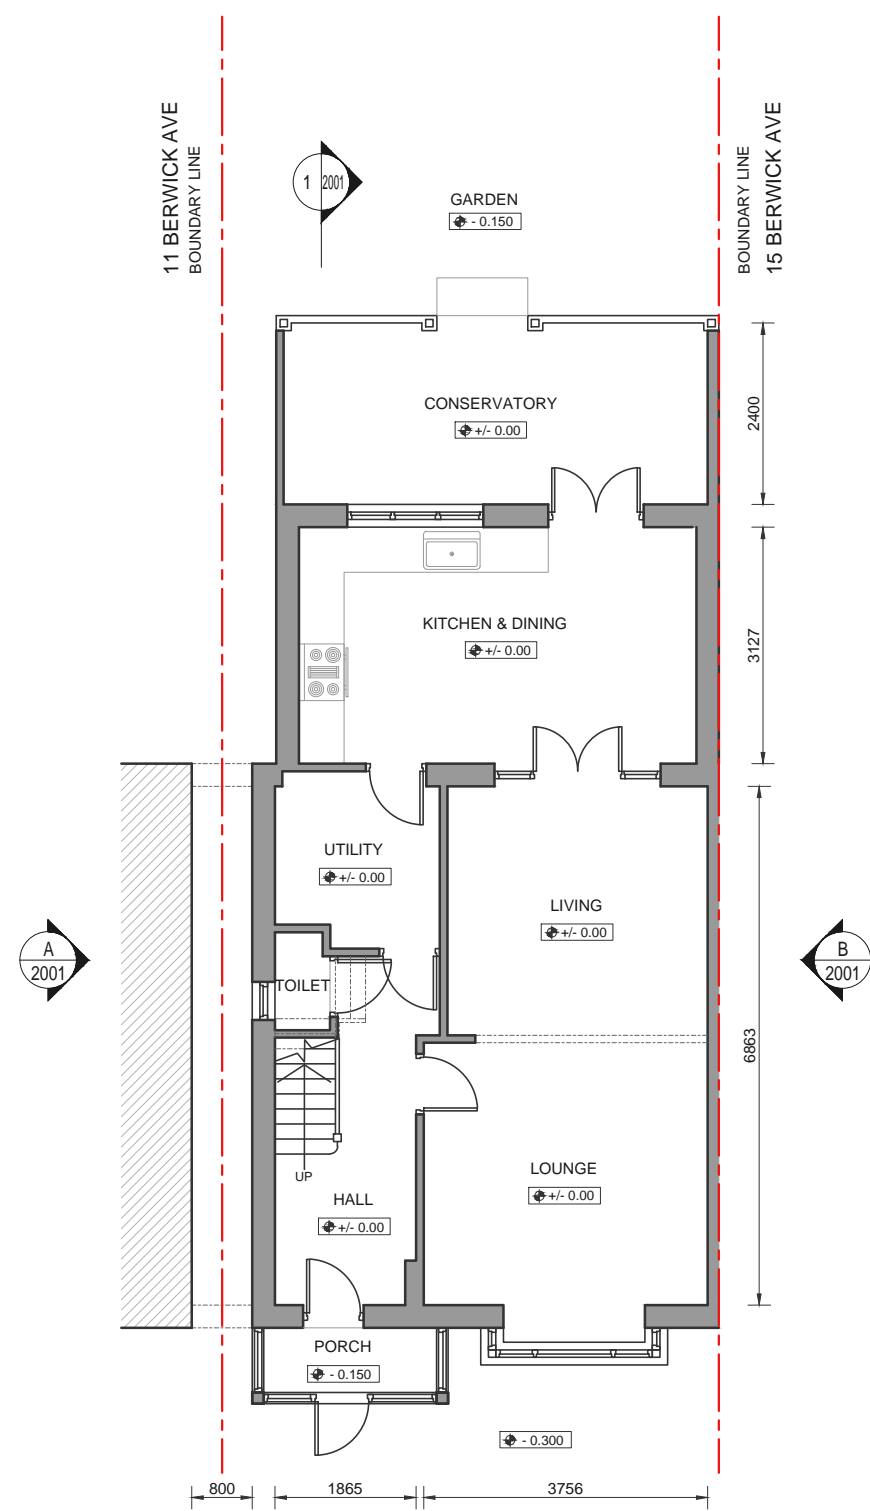 11 BERWICK AVE
BOUNDARY LINE
1 2001
GARDEN
- 0.150
BOUNDARY LINE
15 BERWICK AVE
CONSERVATORY
+/- 0.00
2400
KITCHEN & DINING
+/- 0.00
3127
UTILITY
+/- 0.00
LIVING
+/- 0.00
A
2001
B
2001
TOILET
6863
LOUNGE
+/- 0.00
UP
HALL
+/- 0.00
PORCH
- 0.150
- 0.300
800
1865
3756